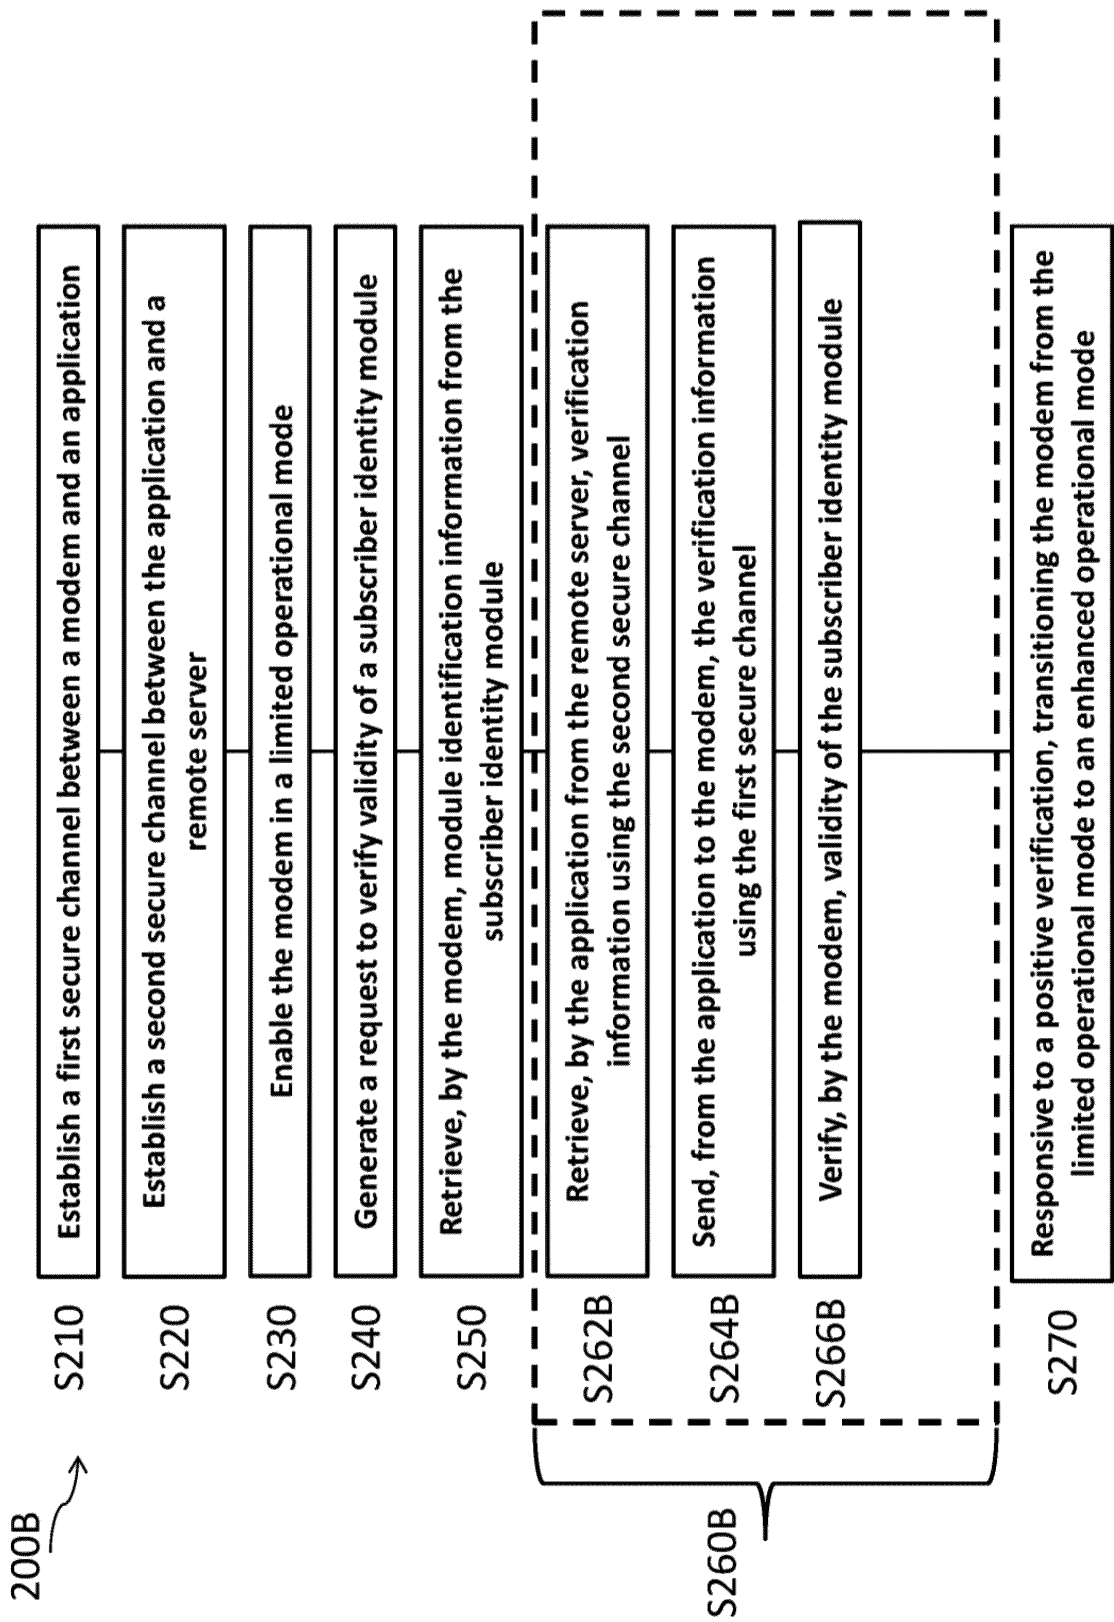 200B
S210
Establish a first secure channel between a modem and an application
S220
Establish a second secure channel between the application and a
remote server
S230
Enable the modem in a limited operational mode
S240
Generate a request to verify validity of a subscriber identity module
S250
Retrieve, by the modem, module identification information from the
subscriber identity module
S260B
S262B
Retrieve, by the application from the remote server, verification
information using the second secure channel
S264B
Send, from the application to the modem, the verification information
using the first secure channel
S266B
Verify, by the modem, validity of the subscriber identity module
S270
Responsive to a positive verification, transitioning the modem from the
limited operational mode to an enhanced operational mode